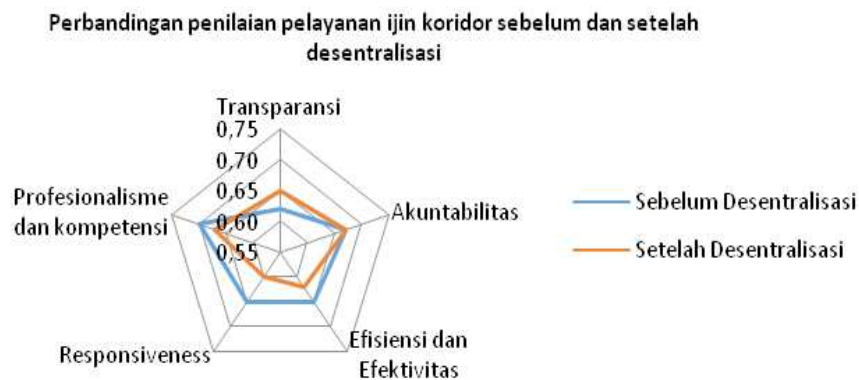 Perbandingan penilaian pelayanan ijin koridor sebelum dan setelah
desentralisasi
Transparansi
0,75
0,70
0,65
0,60
0,55
Profesionalisme
dan kompetensi
Akuntabilitas
Responsiveness
Efisiensi dan
Efektivitas
Sebelum Desentralisasi
Setelah Desentralisasi